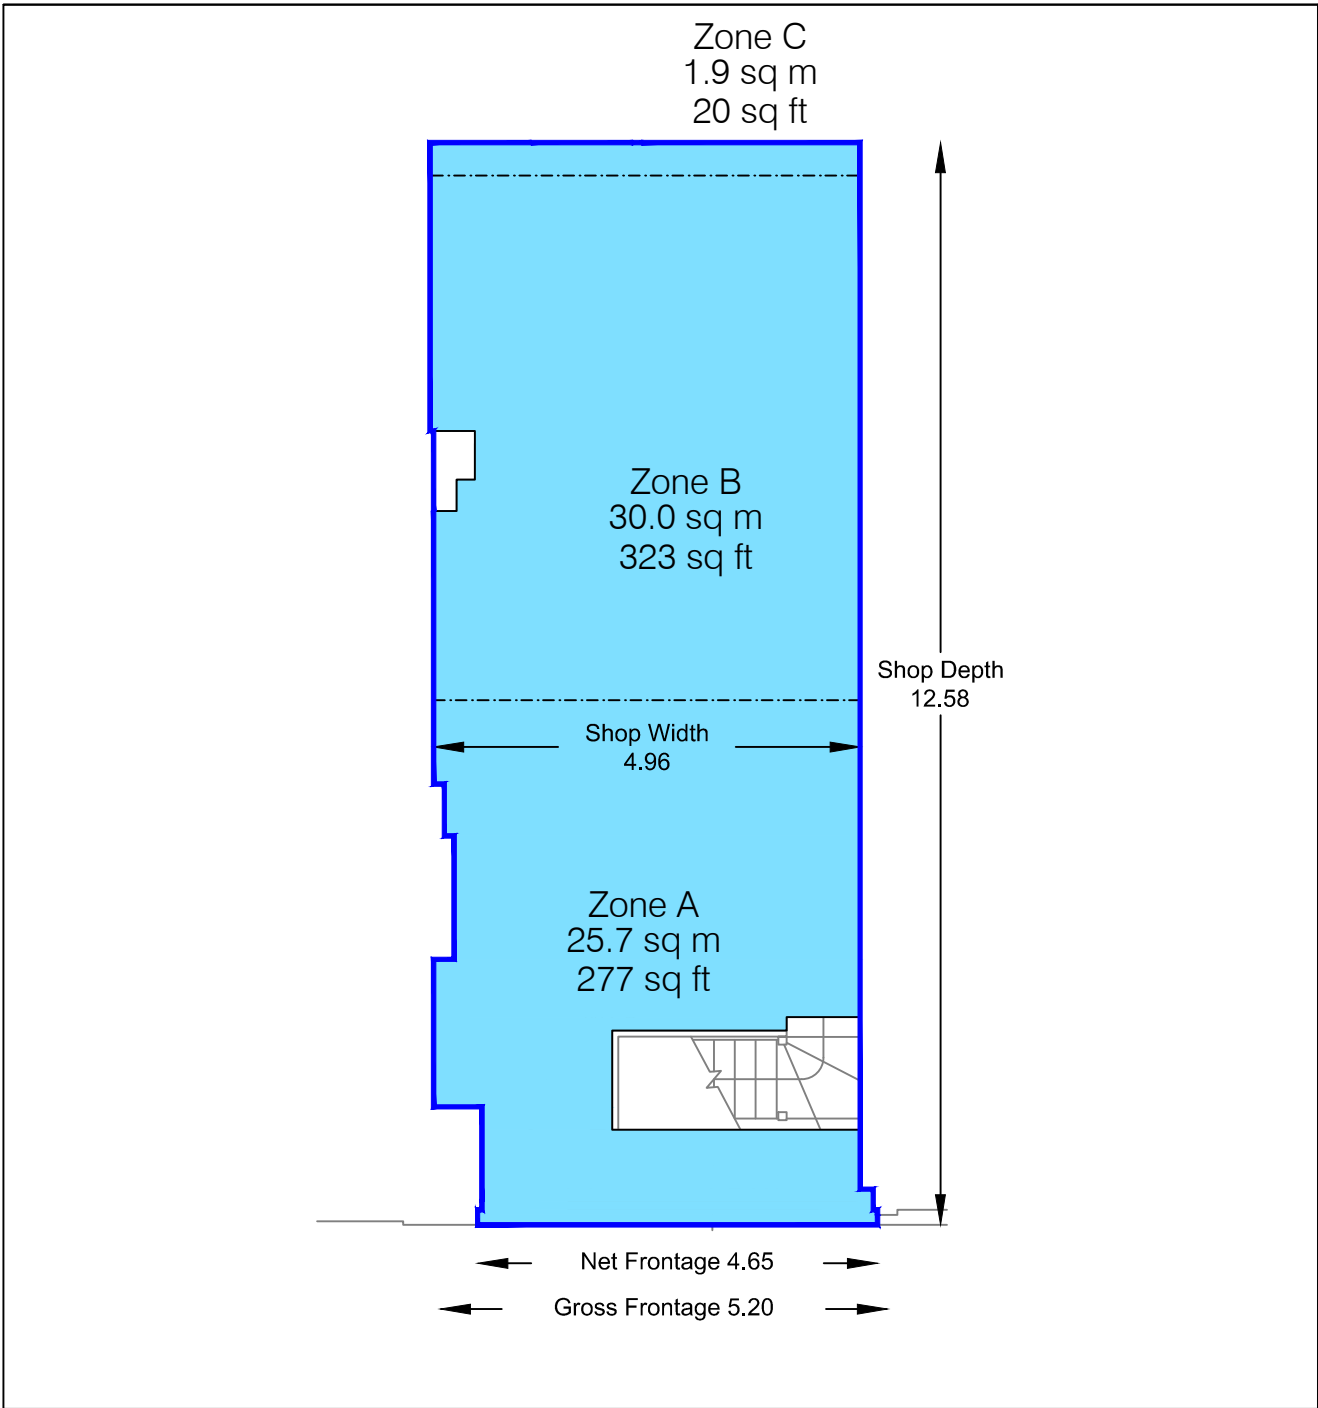 Zone C
1.9 sq m
20 sq ft
Zone B
30.0 sq m
323 sq ft
Shop Depth
12.58
Shop Width
4.96
Zone A
25.7 sq m
277 sq ft
Net Frontage 4.65
Gross Frontage 5.20